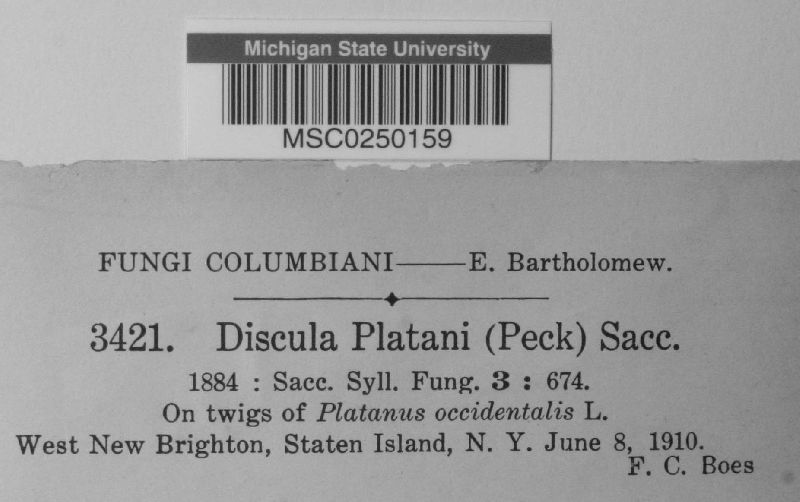 Michigan State University
MSC0250159
FUNGI COLUMBIANI——E. Bartholomew.
3421. Discula Platani (Peck) Sacc.
1884 : Sacc. Syll. Fung. 3 : 674.
On twigs of Platanus occidentalis L.
West New Brighton, Staten Island, N. Y. June 8, 1910.
F. C. Boes